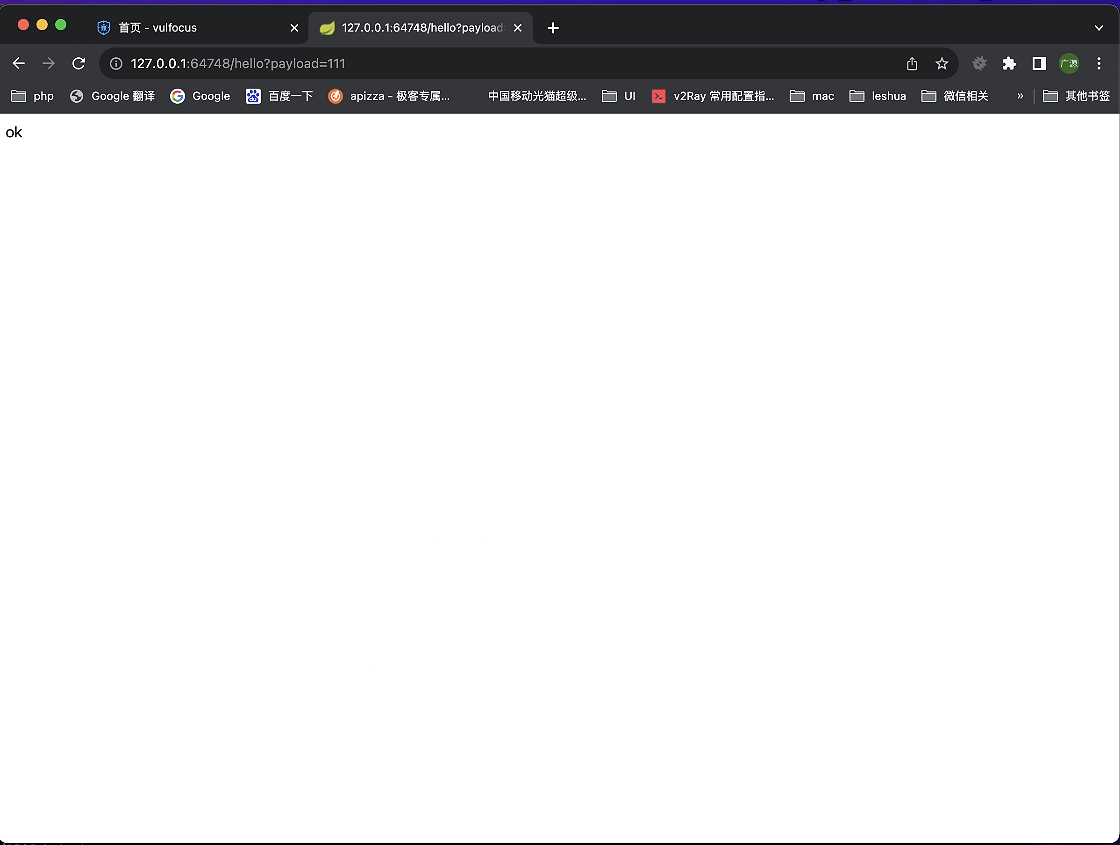 首页 - vulfocus
127.0.0.1:64748/hello?payload
127.0.0.1:64748/hello?payload=111
广源
php Google 翻译 Google 百度一下 apizza - 极客专属... 中国移动光猫超级... UI v2Ray 常用配置指... mac leshua 微信相关 » 其他书签
ok